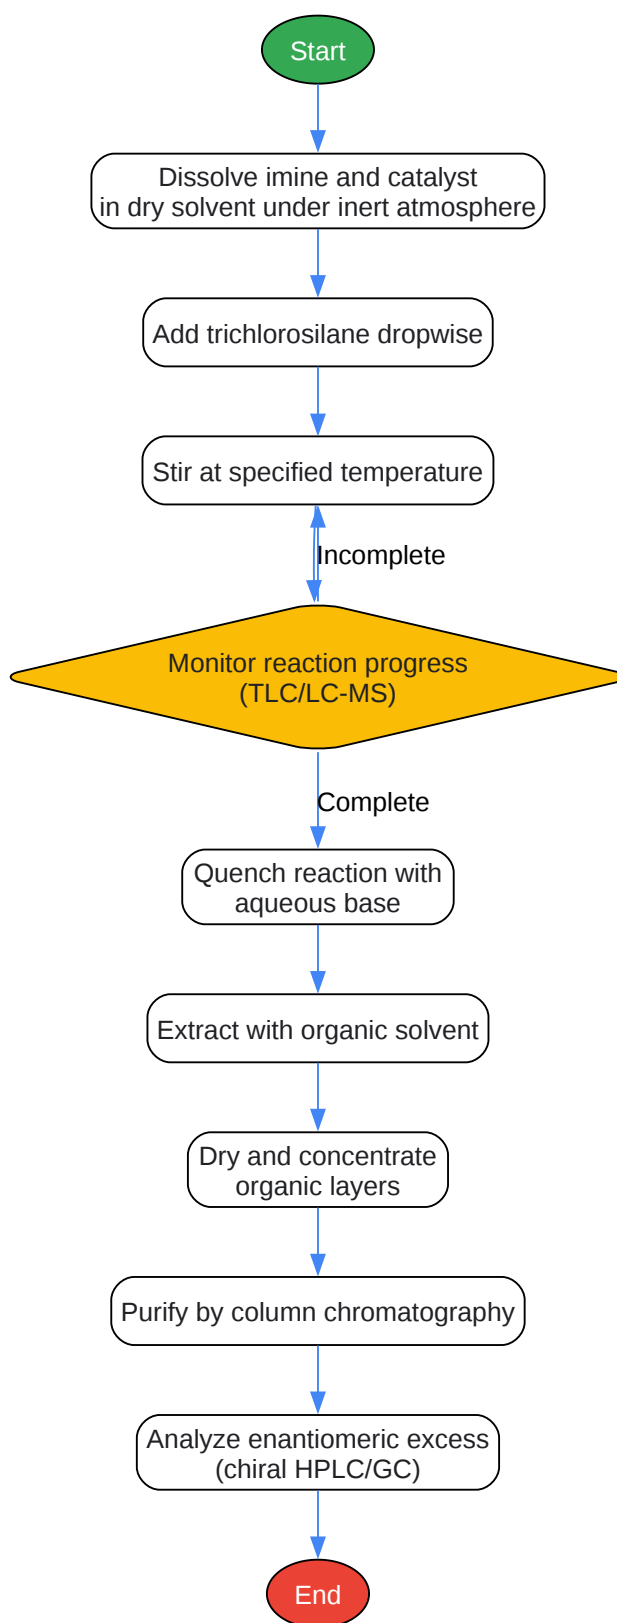 Start
Dissolve imine and catalyst
in dry solvent under inert atmosphere
Add trichlorosilane dropwise
Stir at specified temperature
Incomplete
Monitor reaction progress
(TLC/LC-MS)
Complete
Quench reaction with
aqueous base
Extract with organic solvent
Dry and concentrate
organic layers
Purify by column chromatography
Analyze enantiomeric excess
(chiral HPLC/GC)
End